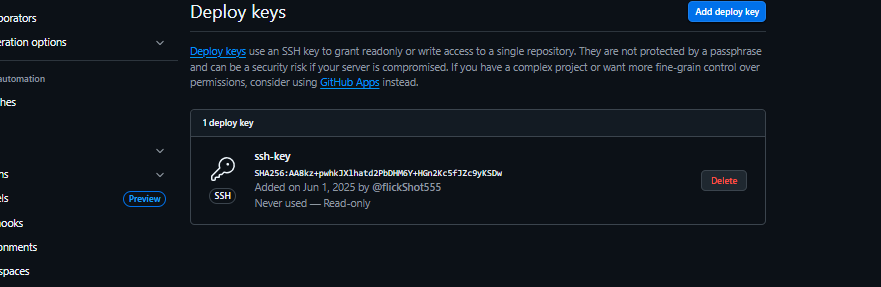 Deploy keys
Add deploy key
orators
eration options
Deploy keys use an SSH key to grant readonly or write access to a single repository. They are not protected by a passphrase
and can be a security risk if your server is compromised. If you have a complex project or want more fine-grain control over
permissions, consider using GitHub Apps instead.
automation
hes
1 deploy key
ssh-key
SHA256:AA8kz+pwhkJXlhatd2PbDHM6Y+HGn2Kc5fJZc9yKSDw
Added on Jun 1, 2025 by @flickShot555
Never used — Read-only
SSH
Delete
ns
els
Preview
ooks
onments
spaces